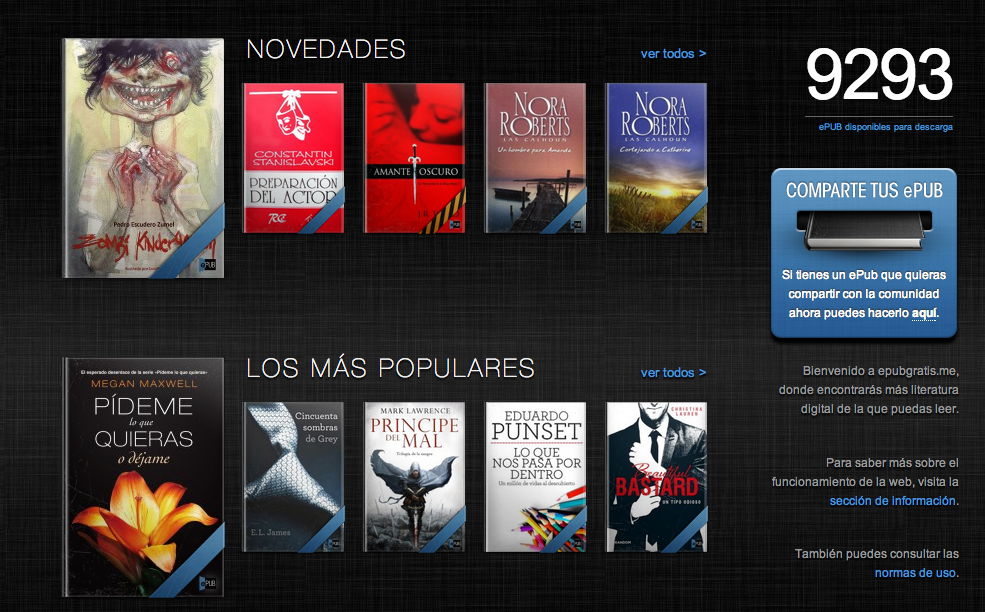 NOVEDADES
ver todos >
Pedro Escudero Zumel
ePUB
CONSTANTIN
STANISLAVSKI
PREPARACIÓN
DEL ACTOR
AMANTE OSCURO
NORA
ROBERTS
LAS CALHOUN
Un hombre para Amanda
NORA
ROBERTS
LAS CALHOUN
Cortejando a Catherine
9293
ePUB disponibles para descarga
COMPARTE TUS ePUB
Si tienes un ePub que quieras
compartir con la comunidad
ahora puedes hacerlo aquí.
LOS MÁS POPULARES
ver todos >
El esperado desenlace de la serie «Pídeme lo que quieras»
MEGAN MAXWELL
PÍDEME
lo que
QUIERAS
o déjame
ePUB
Cincuenta
sombras
de Grey
E.L. James
MARK LAWRENCE
PRINCIPE
DEL MAL
Trilogía de la sangre
EDUARDO
PUNSET
LO QUE
NOS PASA POR
DENTRO
Un millón de vidas al descubierto
CHRISTINA
LAUREN
Beautiful
BASTARD
UN TIPO ODIOSO
Bienvenido a epubgratis.me,
donde encontrarás más literatura
digital de la que puedas leer.
Para saber más sobre el
funcionamiento de la web, visita la
sección de información.
También puedes consultar las
normas de uso.